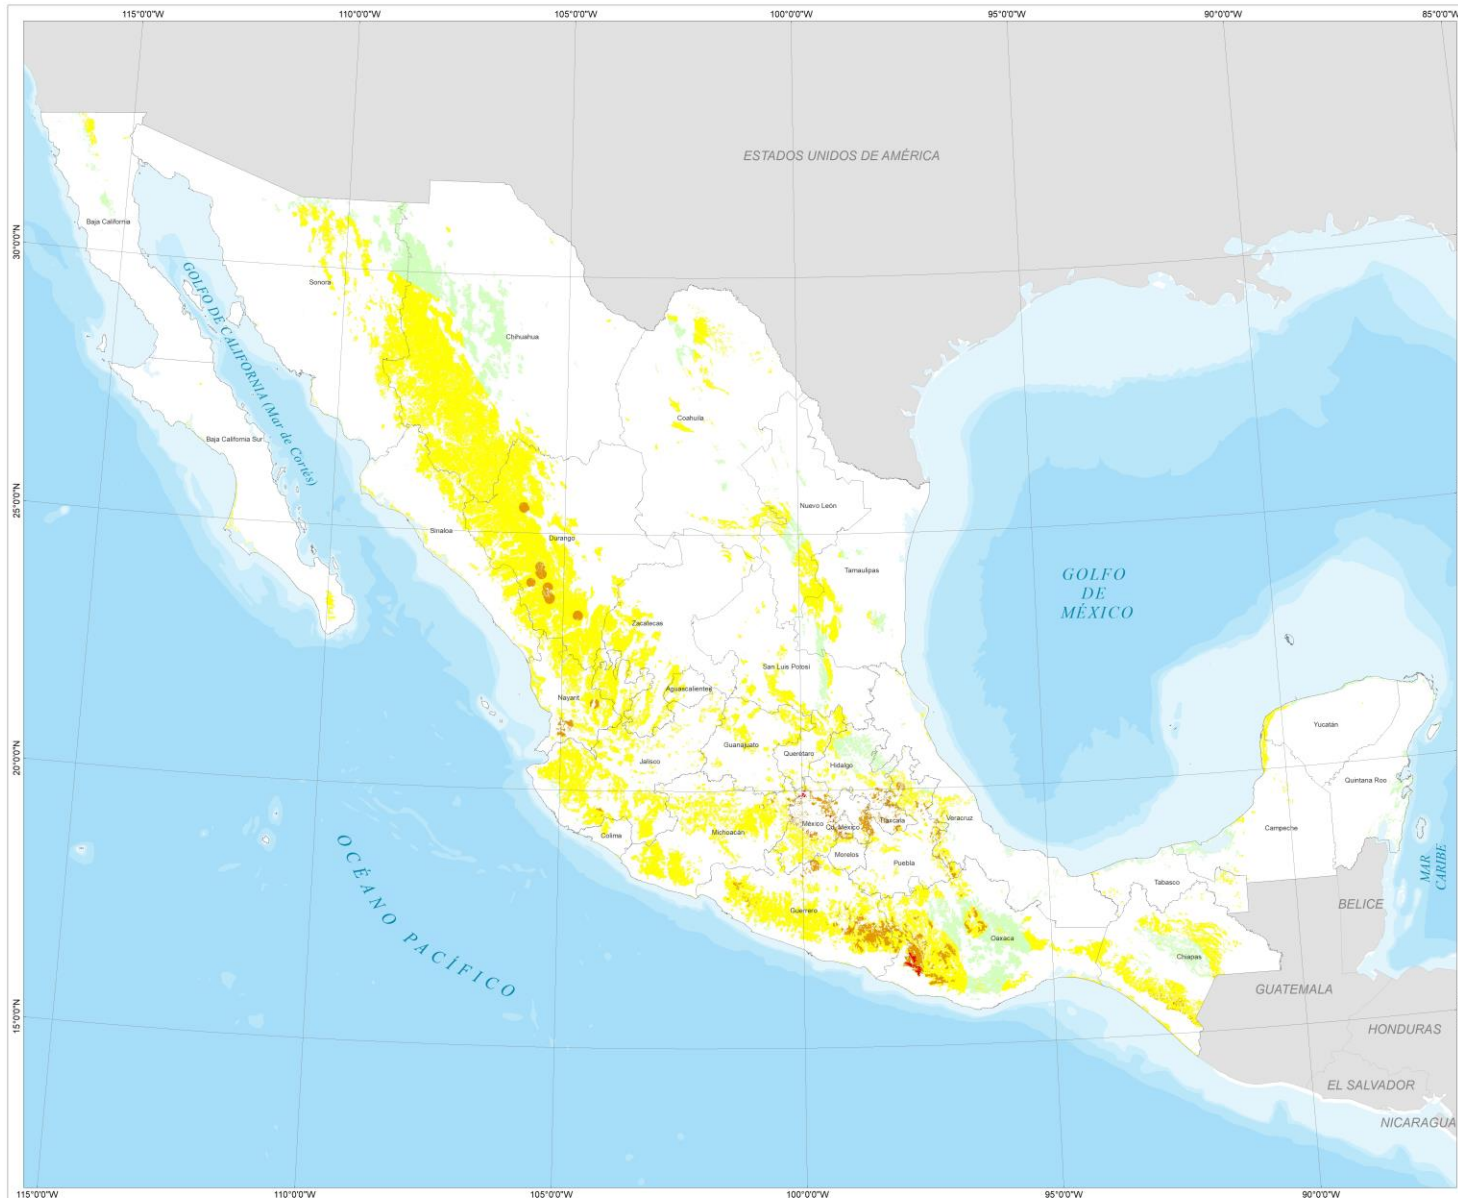 115°0'0"W
110°0'0"W
105°0'0"W
100°0'0"W
95°0'0"W
90°0'0"W
85°0'0"W
ESTADOS UNIDOS DE AMÉRICA
Baja California
30°0'0"N
Sonora
GOLFO DE CALIFORNIA (Mar de Cortés)
Chihuahua
Coahuila
Baja California Sur
25°0'0"N
Nuevo León
Sinaloa
Durango
Tamaulipas
GOLFO
DE
MÉXICO
Zacatecas
San Luis Potosí
Aguascalientes
Nayarit
Yucatán
Guanajuato
Querétaro
20°0'0"N
Jalisco
Hidalgo
Quintana Roo
México
Cd. México
Tlaxcala
Veracruz
Colima
Michoacán
Campeche
Morelos
Puebla
MAR
CARIBE
Tabasco
OCÉANO PACÍFICO
Guerrero
BELICE
Oaxaca
Chiapas
GUATEMALA
15°0'0"N
HONDURAS
EL SALVADOR
NICARAGUA
115°0'0"W
110°0'0"W
105°0'0"W
100°0'0"W
95°0'0"W
90°0'0"W